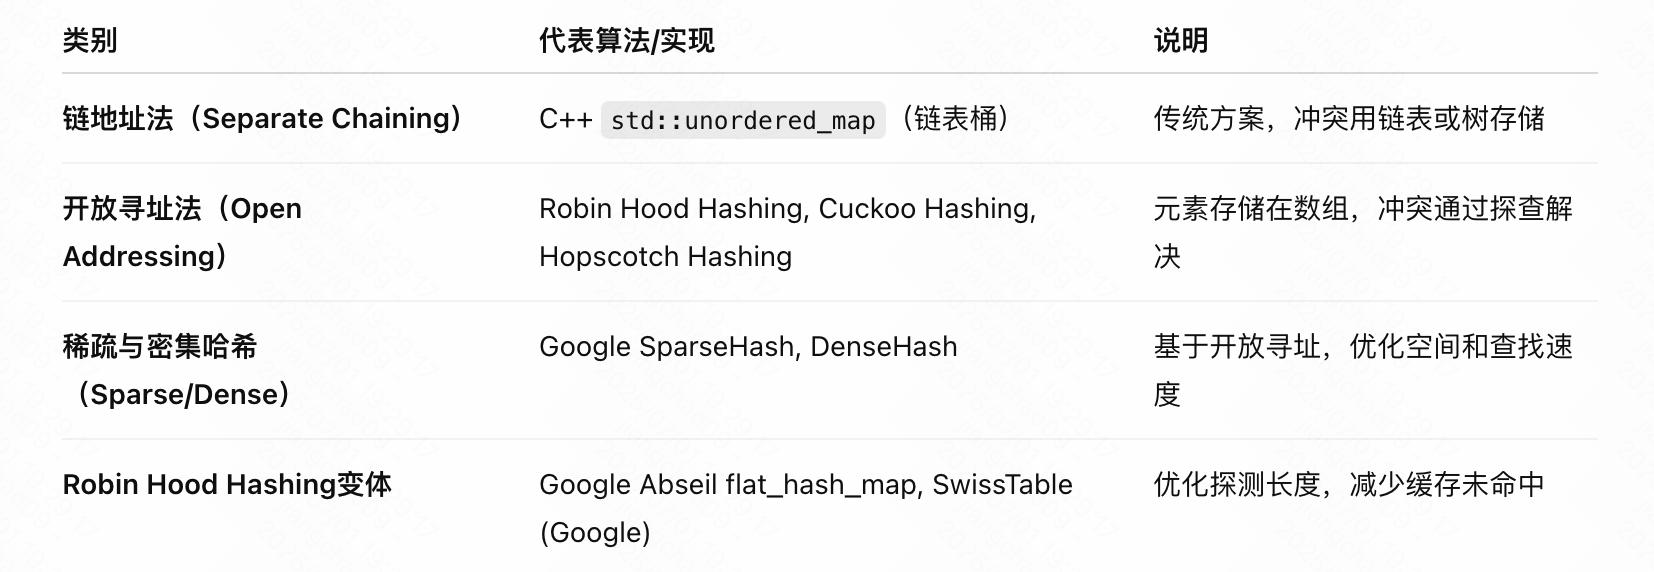 类别 代表算法/实现 说明
链地址法（Separate Chaining） C++ std::unordered_map（链表桶） 传统方案，冲突用链表或树存储
开放寻址法（Open Robin Hood Hashing, Cuckoo Hashing, 元素存储在数组，冲突通过探查解
Addressing） Hopscotch Hashing 决
稀疏与密集哈希 Google SparseHash, DenseHash 基于开放寻址，优化空间和查找速
（Sparse/Dense） 度
Robin Hood Hashing变体 Google Abseil flat_hash_map, SwissTable 优化探测长度，减少缓存未命中
(Google)